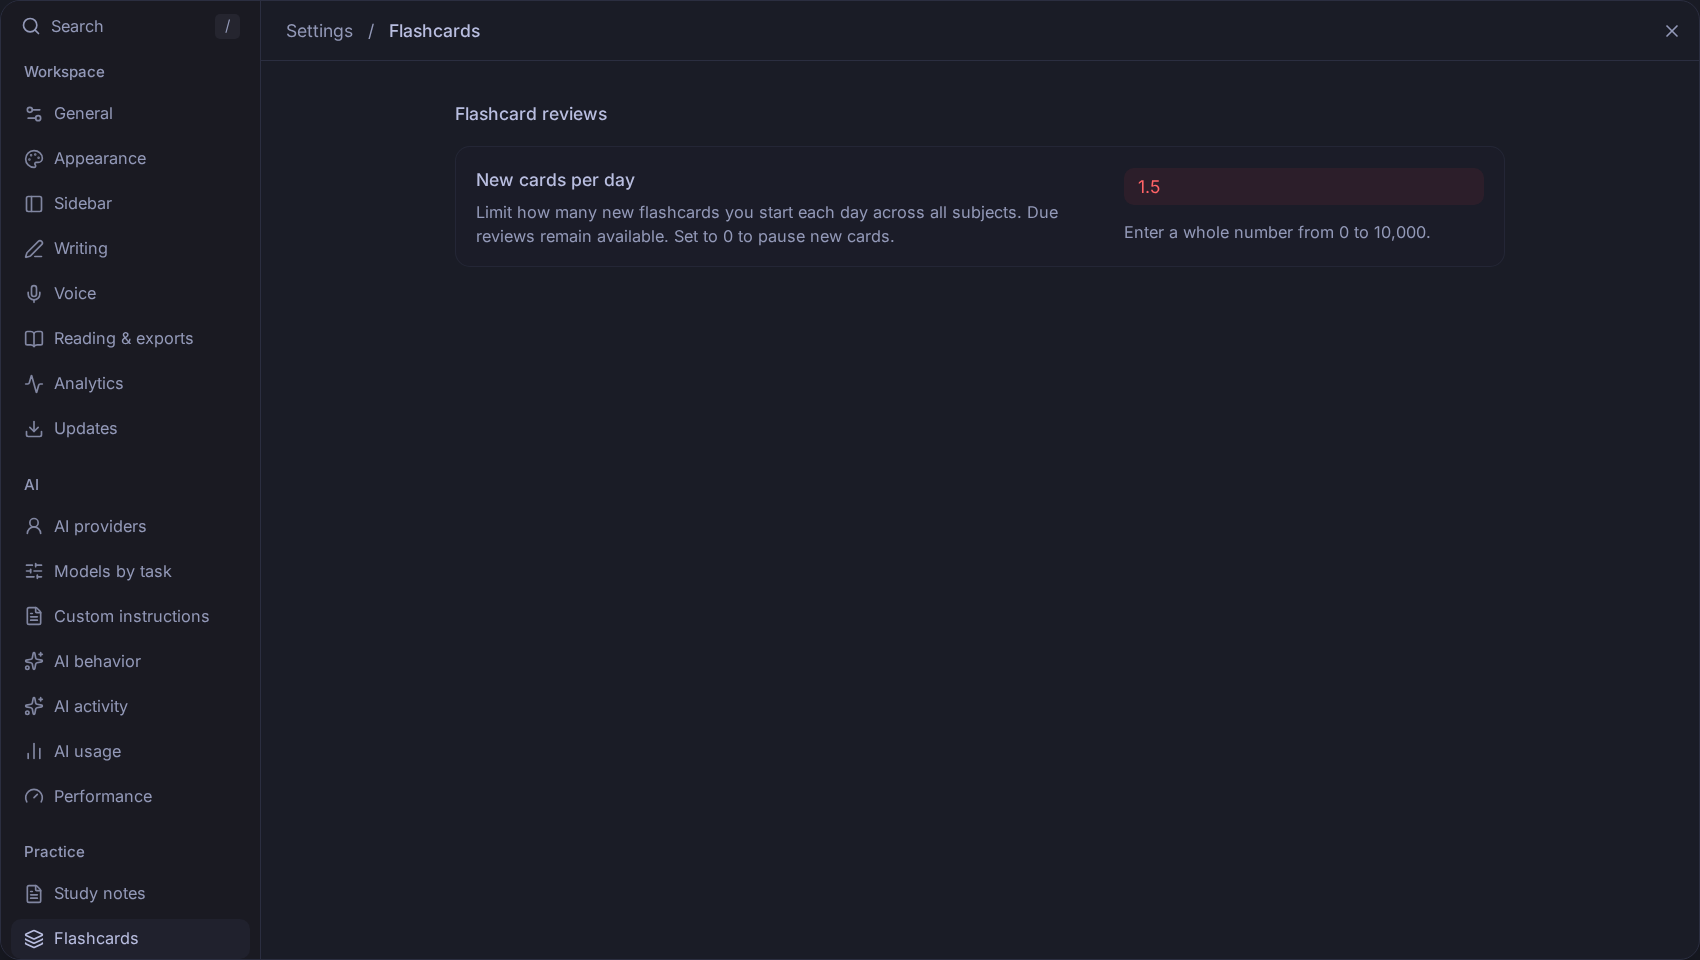 Search /
Workspace
General
Appearance
Sidebar
Writing
Voice
Reading & exports
Analytics
Updates
AI
AI providers
Models by task
Custom instructions
AI behavior
AI activity
AI usage
Performance
Practice
Study notes
Flashcards
Settings / Flashcards
Flashcard reviews
New cards per day
Limit how many new flashcards you start each day across all subjects. Due
reviews remain available. Set to 0 to pause new cards.
1.5
Enter a whole number from 0 to 10,000.